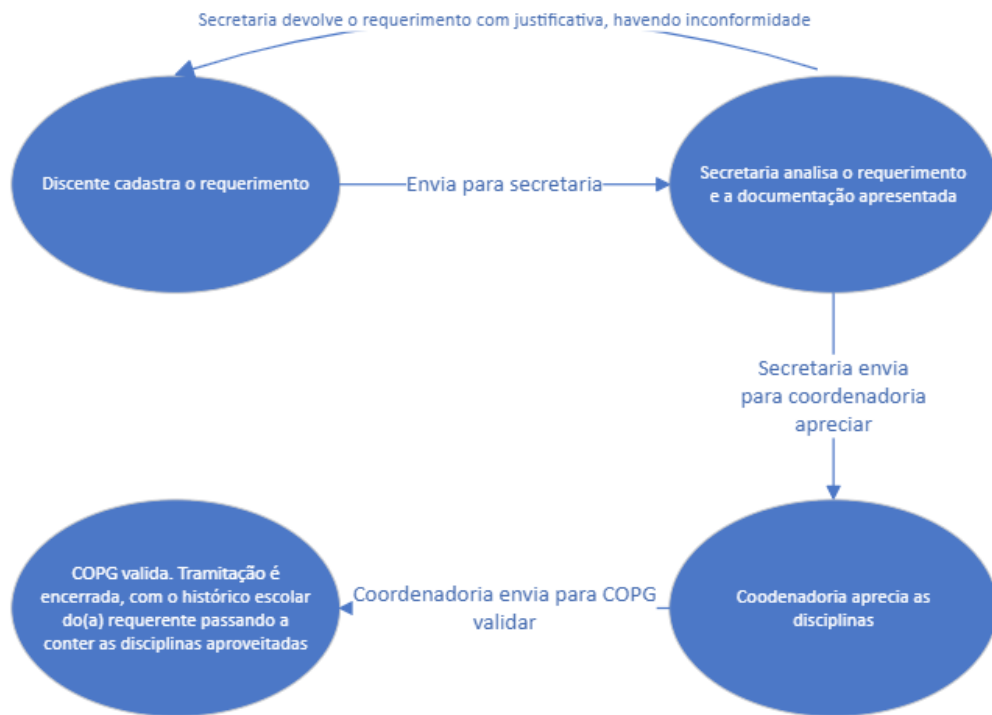 Secretaria devolve o requerimento com justificativa, havendo inconformidade
Discente cadastra o requerimento
Envia para secretaria
Secretaria analisa o requerimento
e a documentação apresentada
Secretaria envia
para coordenadoria
apreciar
COPG valida. Tramitação é
encerrada, com o histórico escolar
do(a) requerente passando a
conter as disciplinas aproveitadas
Coordenadoria envia para COPG
validar
Coodenadoria aprecia as
disciplinas